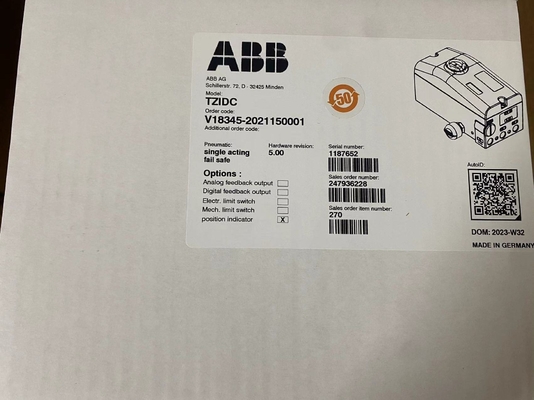 ABB
ABB AG
Schillerstr. 72, D - 32425 Minden
Model:
TZIDC
Order code:
V18345-2021150001
Additional order code:
50
Pneumatic:
single acting
fail safe
Hardware revision:
5.00
Serial number:
1187652
Sales order number:
247936228
Sales order item number:
270
Options :
Analog feedback output
Digital feedback output
Electr. limit switch
Mech. limit switch
position indicator X
AutoID:
DOM: 2023-W32
MADE IN GERMANY